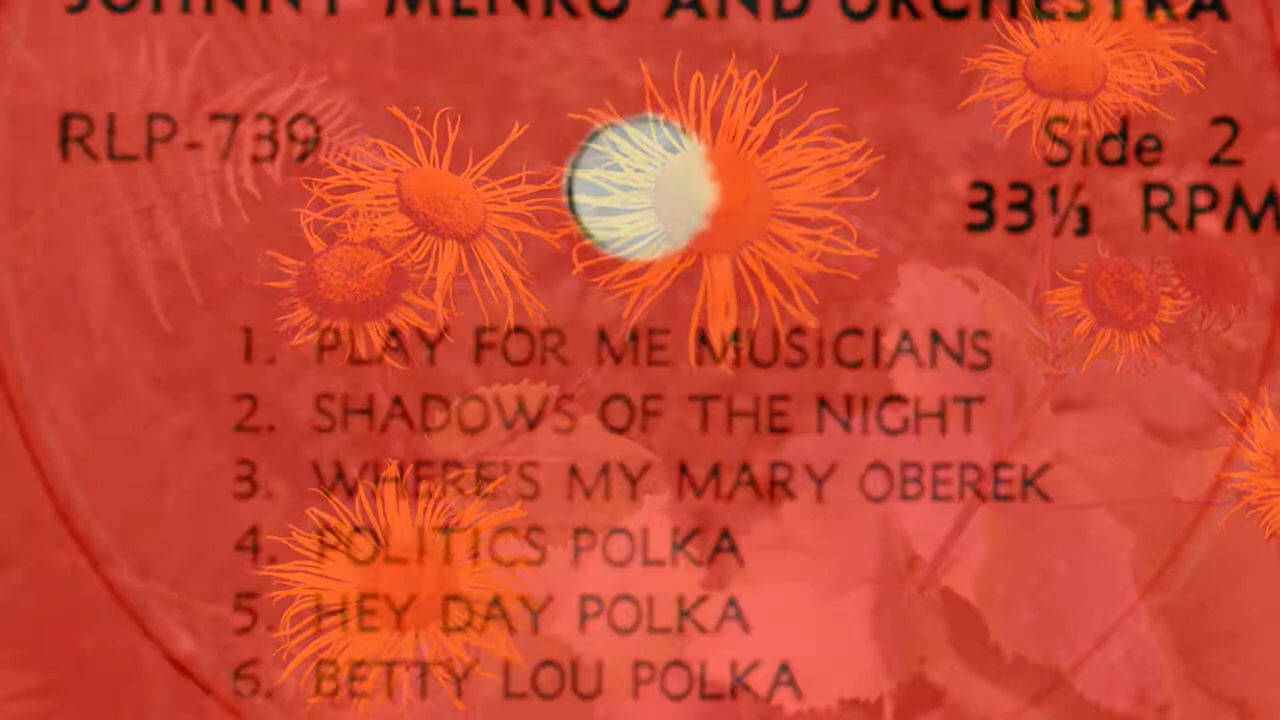 JOHNNY MENKO AND ORCHESTRA
RLP-739
Side 2
33⅓ RPM
1. PLAY FOR ME MUSICIANS
2. SHADOWS OF THE NIGHT
3. WHERE'S MY MARY OBEREK
4. POLITICS POLKA
5. HEY DAY POLKA
6. BETTY LOU POLKA